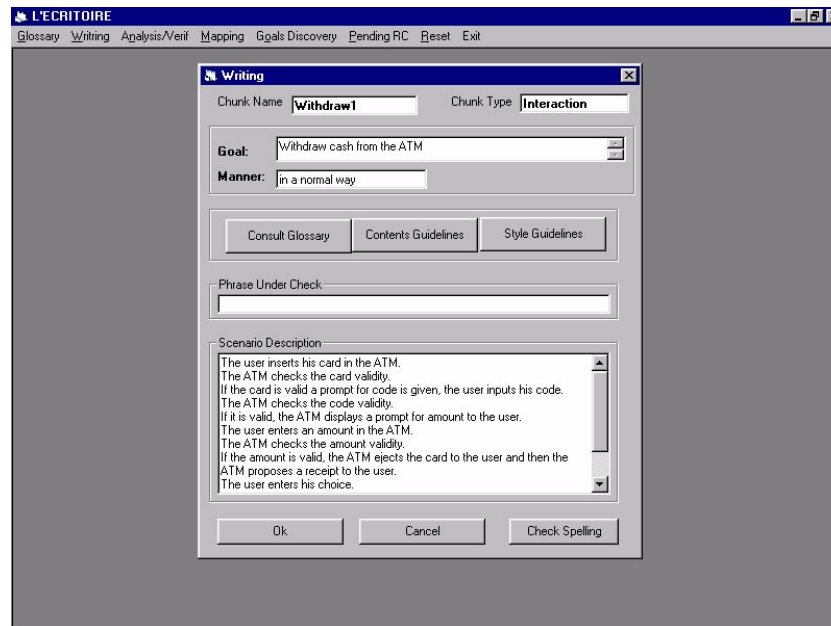 L'ECRITOIRE
Glossary Writring Analysis/Verif Mapping Goals Discovery Pending RC Reset Exit
Writing
Chunk Name Withdraw1 Chunk Type Interaction
Goal: Withdraw cash from the ATM
Manner: in a normal way
Consult Glossary Contents Guidelines Style Guidelines
Phrase Under Check
Scenario Description
The user inserts his card in the ATM.
The ATM checks the card validity.
If the card is valid a prompt for code is given, the user inputs his code.
The ATM checks the code validity.
If it is valid, the ATM displays a prompt for amount to the user.
The user enters an amount in the ATM.
The ATM checks the amount validity.
If the amount is valid, the ATM ejects the card to the user and then the
ATM proposes a receipt to the user.
The user enters his choice.
Ok Cancel Check Spelling